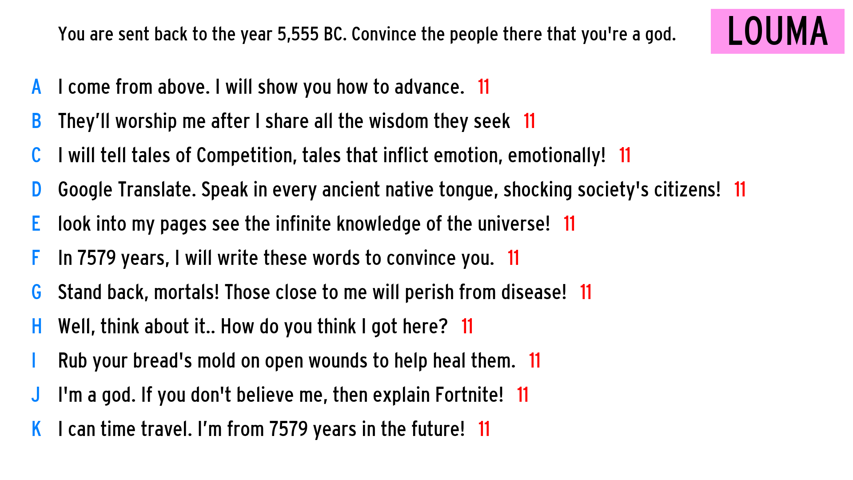 You are sent back to the year 5,555 BC. Convince the people there that you're a god.
LOUMA
A I come from above. I will show you how to advance. 11
B They’ll worship me after I share all the wisdom they seek 11
C I will tell tales of Competition, tales that inflict emotion, emotionally! 11
D Google Translate. Speak in every ancient native tongue, shocking society's citizens! 11
E look into my pages see the infinite knowledge of the universe! 11
F In 7579 years, I will write these words to convince you. 11
G Stand back, mortals! Those close to me will perish from disease! 11
H Well, think about it.. How do you think I got here? 11
I Rub your bread's mold on open wounds to help heal them. 11
J I'm a god. If you don't believe me, then explain Fortnite! 11
K I can time travel. I’m from 7579 years in the future! 11